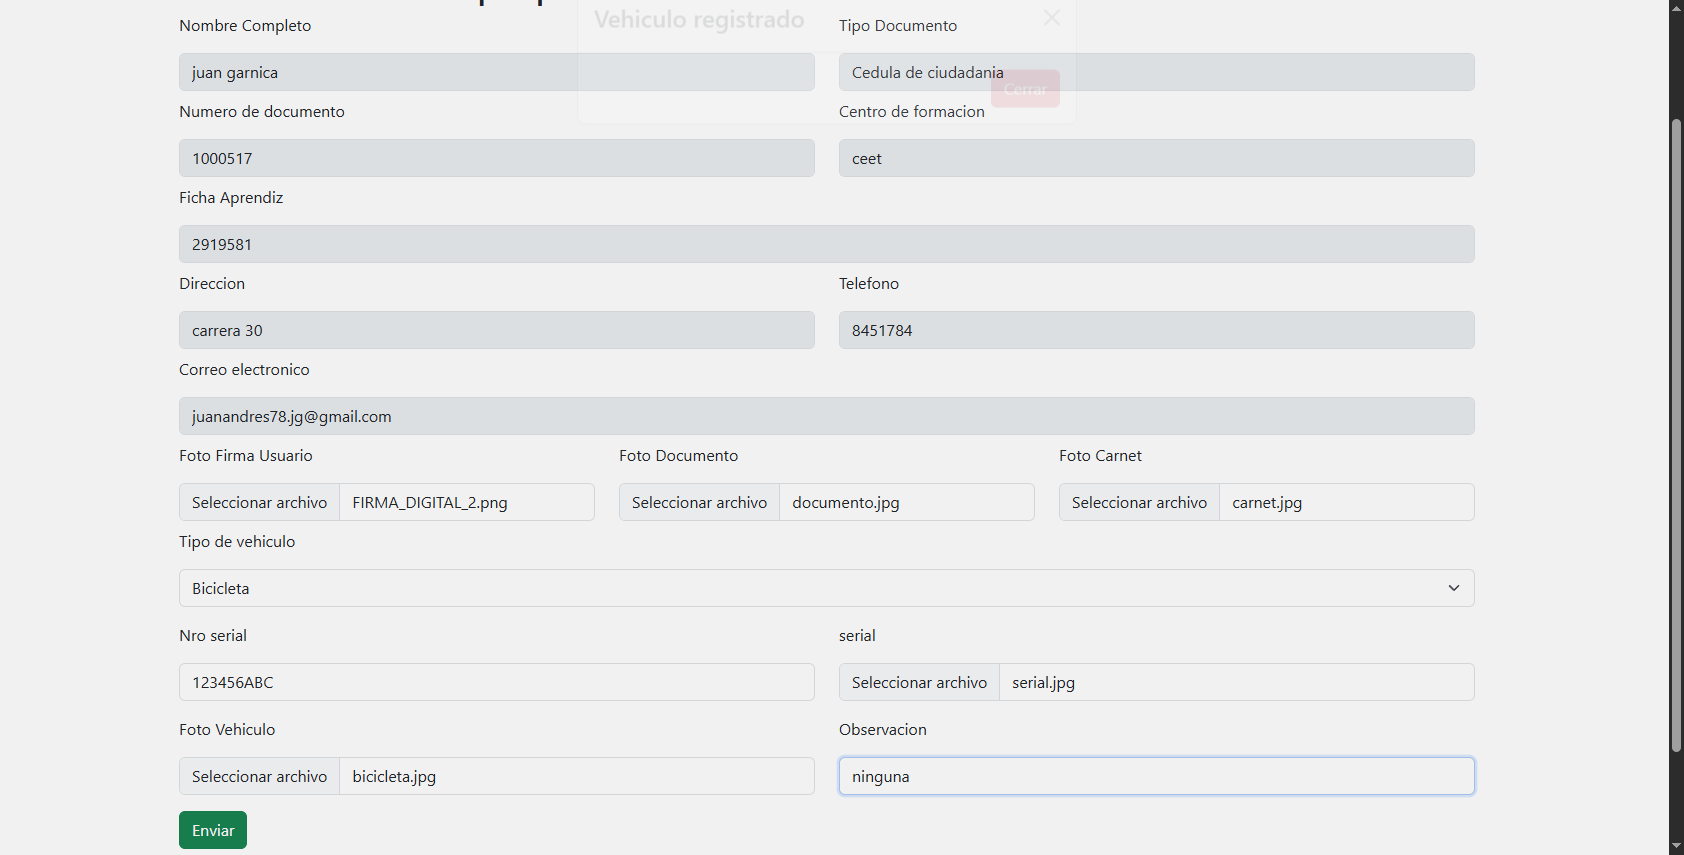 Vehiculo registrado
Nombre Completo
Tipo Documento
juan garnica
Cedula de ciudadania
Cerrar
Numero de documento
Centro de formacion
1000517
ceet
Ficha Aprendiz
2919581
Direccion
Telefono
carrera 30
8451784
Correo electronico
juanandres78.jg@gmail.com
Foto Firma Usuario
Foto Documento
Foto Carnet
Seleccionar archivo FIRMA_DIGITAL_2.png
Seleccionar archivo documento.jpg
Seleccionar archivo carnet.jpg
Tipo de vehiculo
Bicicleta
Nro serial
serial
123456ABC
Seleccionar archivo serial.jpg
Foto Vehiculo
Observacion
Seleccionar archivo bicicleta.jpg
ninguna
Enviar